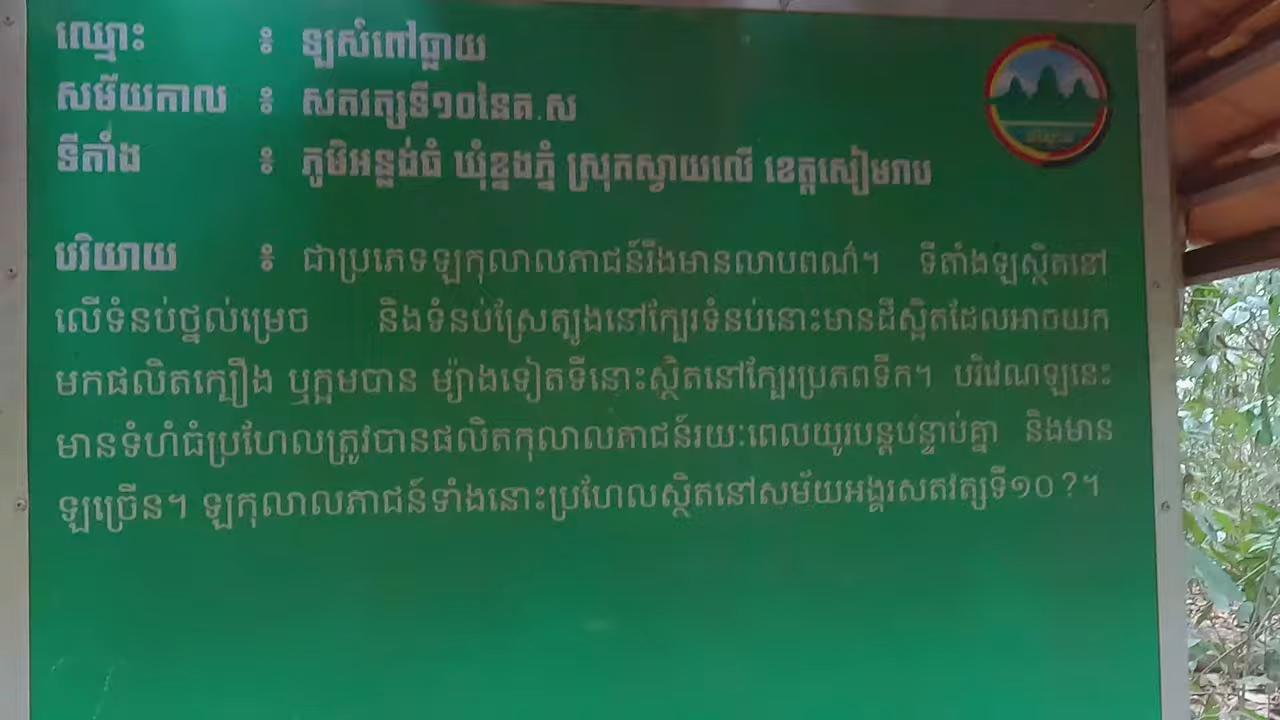 ឈ្មោះ ៖ ឡសំពៅធ្លាយ
សម័យកាល ៖ សតវត្សទី១០នៃគ.ស
ទីតាំង ៖ ភូមិអន្លង់ធំ ឃុំខ្នងភ្នំ ស្រុកស្វាយលើ ខេត្តសៀមរាប
បរិយាយ ៖ ជាប្រភេទឡកុលាលភាជន៍រឹងមានលាបពណ៌។ ទីតាំងឡស្ថិតនៅ
លើទំនប់ថ្នល់ម្រេច និងទំនប់ស្រែត្បូងនៅក្បែរទំនប់នោះមានដីស្អិតដែលអាចយក
មកផលិតក្បឿង ឬក្អមបាន ម្យ៉ាងទៀតទីនោះស្ថិតនៅក្បែរប្រភពទឹក។ បរិវេណឡនេះ
មានទំហំធំប្រហែលត្រូវបានផលិតកុលាលភាជន៍រយៈពេលយូរបន្តបន្ទាប់គ្នា និងមាន
ឡច្រើន។ ឡកុលាលភាជន៍ទាំងនោះប្រហែលស្ថិតនៅសម័យអង្គរសតវត្សទី១០?។